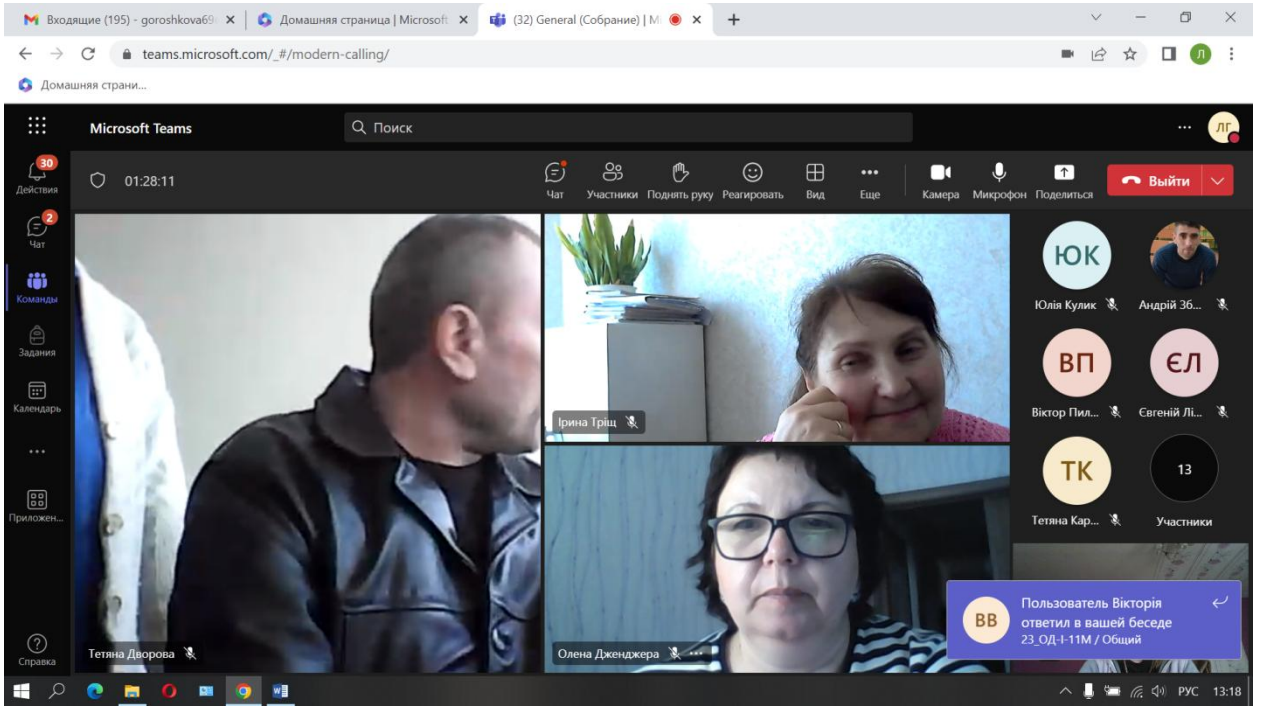 Входящие (195) - goroshkova69
Домашняя страница | Microsoft
(32) General (Собрание) | M
teams.microsoft.com/_#/modern-calling/
Л
Домашняя страни...
Microsoft Teams
Поиск
ЛГ
30
Действия
2
Чат
Команды
Задания
Календарь
Приложен...
Справка
01:28:11
Чат
Участники
Поднять руку
Реагировать
Вид
Еще
Камера
Микрофон
Поделиться
Выйти
Тетяна Дворова
Ірина Тріщ
Олена Дженджера
ЮК
Юлія Кулик
Андрій Зб...
ВП
Віктор Пил...
ЄЛ
Євгеній Лі...
ТК
Тетяна Кар...
13
Участники
ВВ
Пользователь Вікторія
ответил в вашей беседе
23_ОД-І-11М / Общий
РУС
13:18